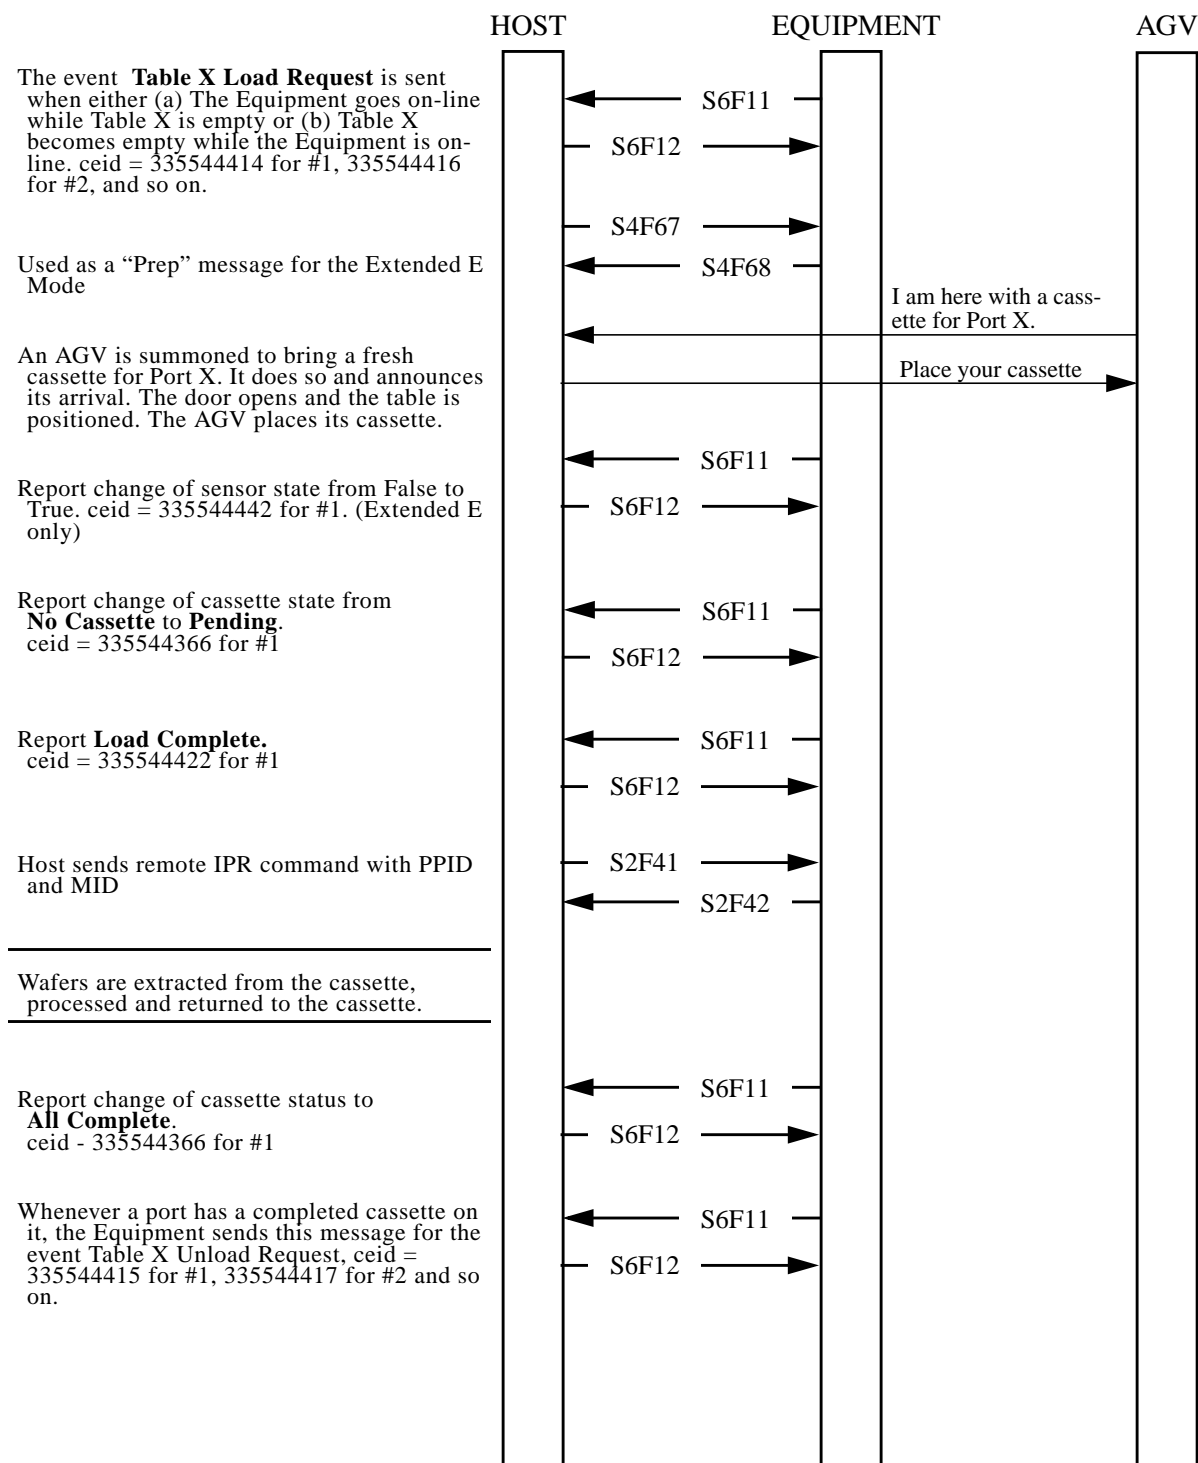 HOST EQUIPMENT AGV
The event Table X Load Request is sent
when either (a) The Equipment goes on-line
while Table X is empty or (b) Table X
becomes empty while the Equipment is on-
line. ceid = 335544414 for #1, 335544416
for #2, and so on.
S6F11
S6F12
S4F67
Used as a “Prep” message for the Extended E
Mode
S4F68
I am here with a cass-
ette for Port X.
An AGV is summoned to bring a fresh
cassette for Port X. It does so and announces
its arrival. The door opens and the table is
positioned. The AGV places its cassette.
Place your cassette
S6F11
Report change of sensor state from False to
True. ceid = 335544442 for #1. (Extended E
only)
S6F12
Report change of cassette state from
No Cassette to Pending.
ceid = 335544366 for #1
S6F11
S6F12
Report Load Complete.
ceid = 335544422 for #1
S6F11
S6F12
Host sends remote IPR command with PPID
and MID
S2F41
S2F42
Wafers are extracted from the cassette,
processed and returned to the cassette.
Report change of cassette status to
All Complete.
ceid - 335544366 for #1
S6F11
S6F12
Whenever a port has a completed cassette on
it, the Equipment sends this message for the
event Table X Unload Request, ceid =
335544415 for #1, 335544417 for #2 and so
on.
S6F11
S6F12